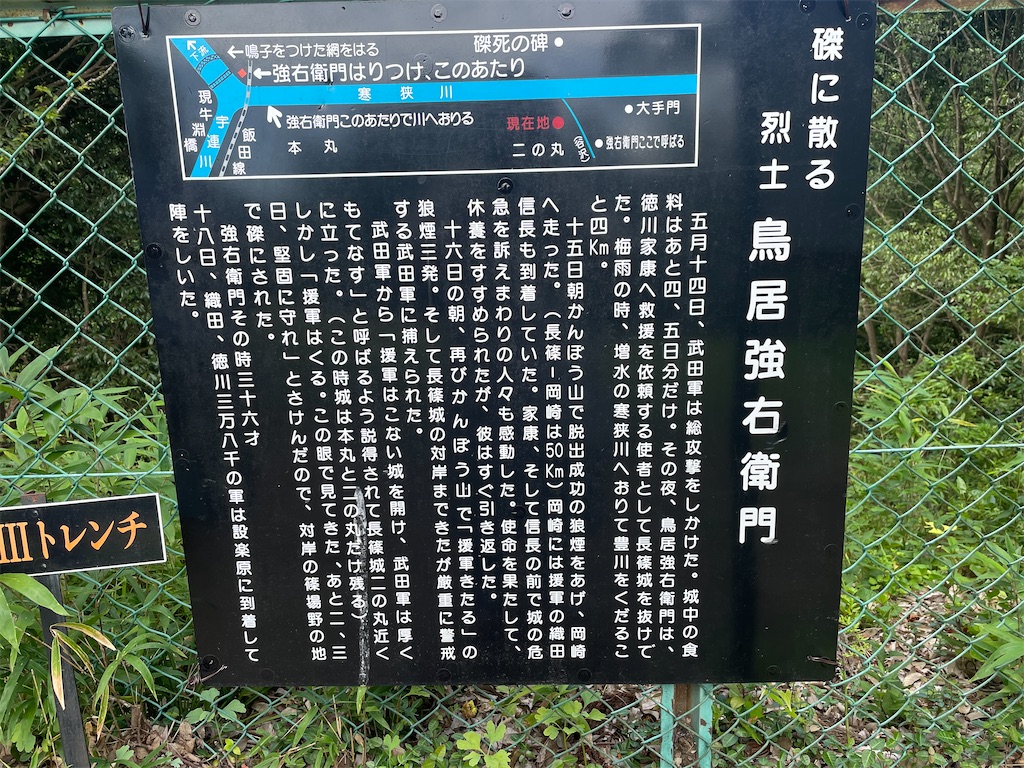 磔に散る
烈士 鳥居強右衛門
下流
←鳴子をつけた網をはる
磔死の碑●
←強右衛門はりつけ、このあたり
寒狭川
現牛淵橋
宇連川
飯田線
強右衛門このあたりで川へおりる
本丸
現在地●
二の丸
●大手門
●強右衛門ここで呼ばる
五月十四日、武田軍は総攻撃をしかけた。城中の食
料はあと四、五日分だけ。その夜、鳥居強右衛門は、
徳川家康へ救援を依頼する使者として長篠城を抜けで
た。梅雨の時、増水の寒狭川へおりて豊川をくだるこ
と四Km。
十五日朝かんぼう山で脱出成功の狼煙をあげ、岡崎
へ走った。（長篠ー岡崎は50Km）岡崎には援軍の織田
信長も到着していた。家康、そして信長の前で城の危
急を訴えまわりの人々も感動した。使命を果たして、
休養をすすめられたが、彼はすぐ引き返した。
十六日の朝、再びかんぼう山で「援軍きたる」の
狼煙三発。そして長篠城の対岸まできたが厳重に警戒
する武田軍に捕えられた。
武田軍から「援軍はこない城を開け、武田軍は厚く
もてなす」と呼ばるよう説得されて長篠城二の丸近く
に立った。（この時城は本丸と二の丸だけ残る）
しかし「援軍はくる。この眼で見てきた、あと二、三
日、堅固に守れ」とさけんだので、対岸の篠場野の地
で磔にされた。
強右衛門その時三十六才
十八日、織田、徳川三万八千の軍は設楽原に到着して
陣をしいた。
IIIトレンチ